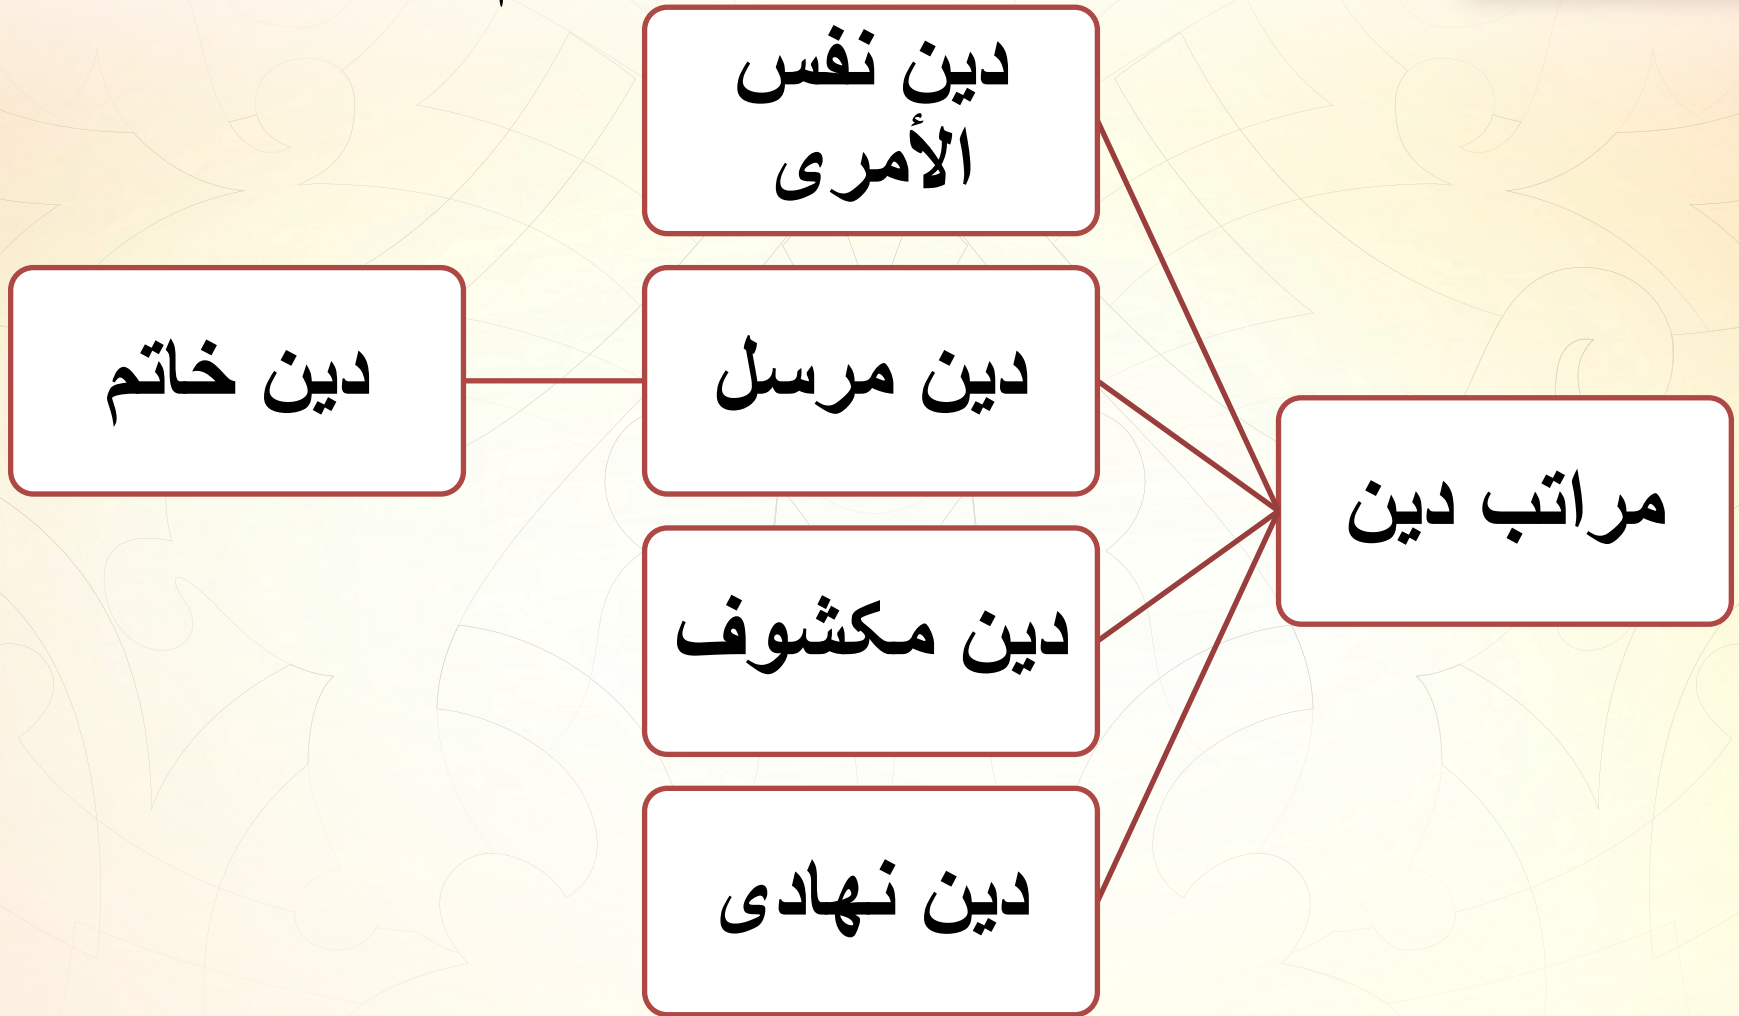 مراتب دین
دین نفس
الأمری
دین مرسل
دین خاتم
دین مکشوف
دین نهادی